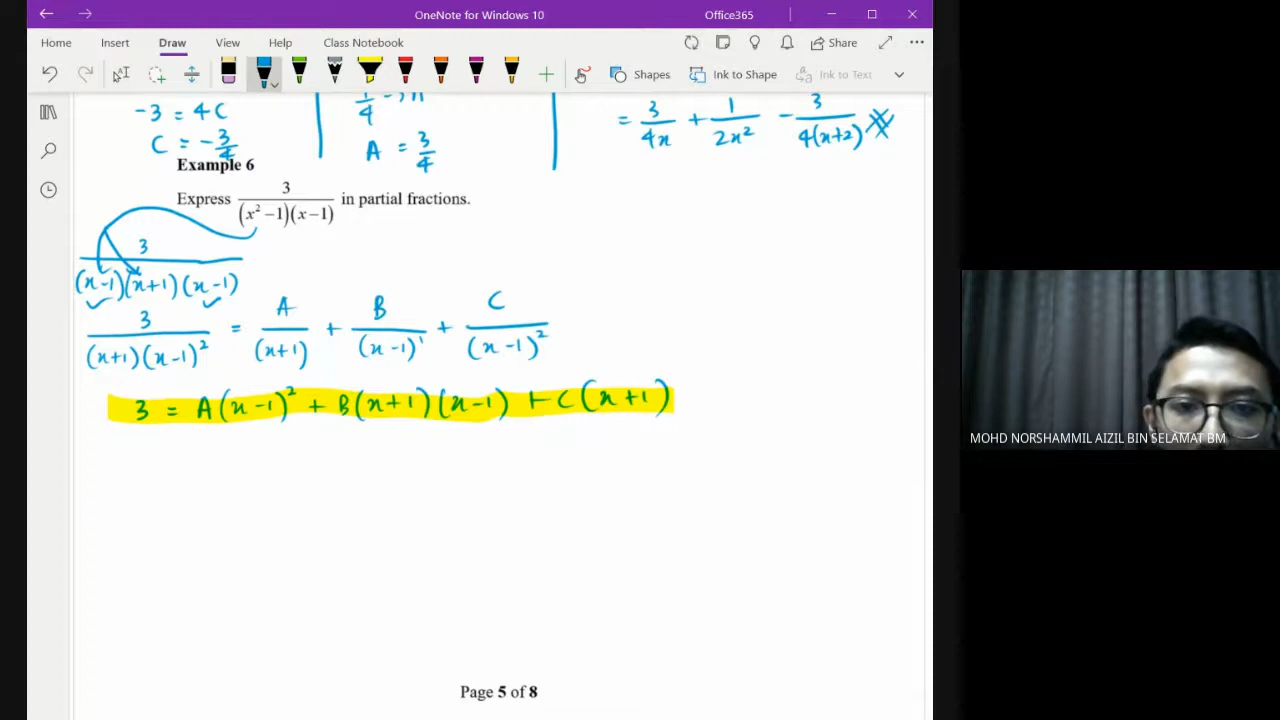 OneNote for Windows 10
Office365
Home Insert Draw View Help Class Notebook
Share
Shapes Ink to Shape Ink to Text
-3 = 4C
C = -3/4
A = 3/4
= 3/4x + 1/2x² - 3/4(x+2)
Example 6
Express 3/(x²−1)(x−1) in partial fractions.
3/(x-1)(x+1)(x-1)
3/(x+1)(x-1)² = A/(x+1) + B/(x-1)¹ + C/(x-1)²
3 = A(x-1)² + B(x+1)(x-1) + C(x+1)
MOHD NORSHAMMIL AIZIL BIN SELAMAT BM
Page 5 of 8